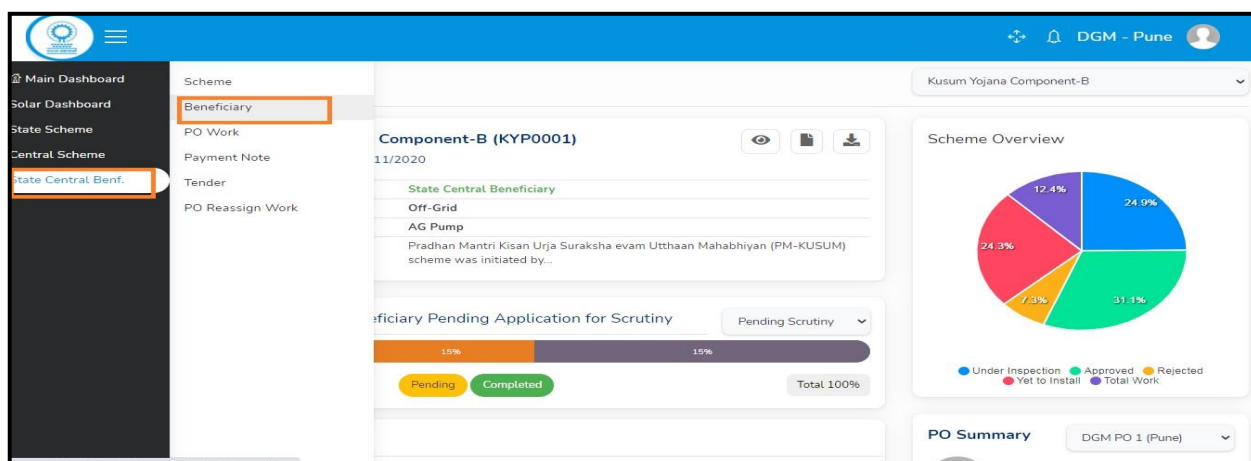 DGM - Pune
Main Dashboard
Solar Dashboard
State Scheme
Central Scheme
State Central Benf.
Scheme
Beneficiary
PO Work
Payment Note
Tender
PO Reassign Work
Component-B (KYP0001)
11/2020
State Central Beneficiary
Off-Grid
AG Pump
Pradhan Mantri Kisan Urja Suraksha evam Utthaan Mahabhiyan (PM-KUSUM)
scheme was initiated by...
eficiary Pending Application for Scrutiny
Pending Scrutiny
15%
15%
Pending
Completed
Total 100%
Kusum Yojana Component-B
Scheme Overview
12.4%
24.9%
24.3%
7.3%
31.1%
Under Inspection Approved Rejected
Yet to Install Total Work
PO Summary
DGM PO 1 (Pune)